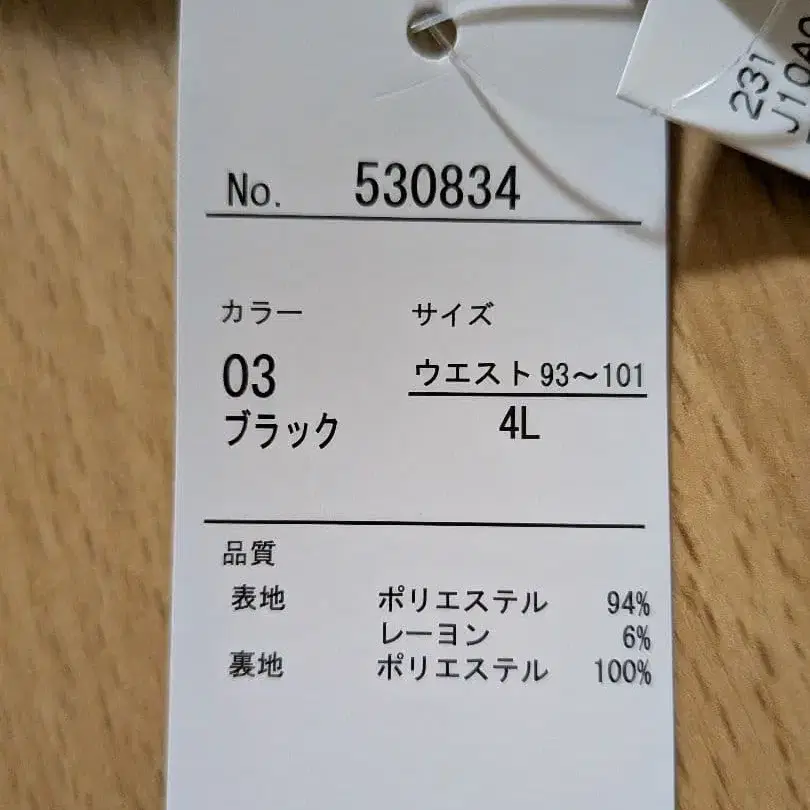 No. 530834
カラー サイズ
03 ウエスト 93～101
ブラック 4L
品質
表地 ポリエステル 94%
レーヨン 6%
裏地 ポリエステル 100%
231